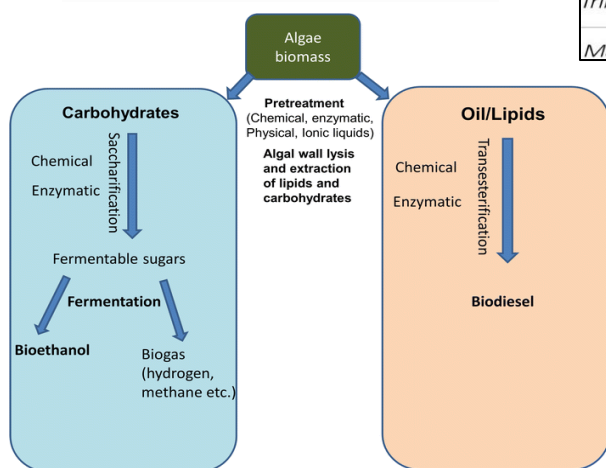 Algae
biomass
Carbohydrates
Saccharification
Chemical
Enzymatic
Fermentable sugars
Fermentation
Bioethanol
Biogas
(hydrogen,
methane etc.)
Pretreatment
(Chemical, enzymatic,
Physical, Ionic liquids)
Algal wall lysis
and extraction
of lipids and
carbohydrates
Oil/Lipids
Transesterification
Chemical
Enzymatic
Biodiesel